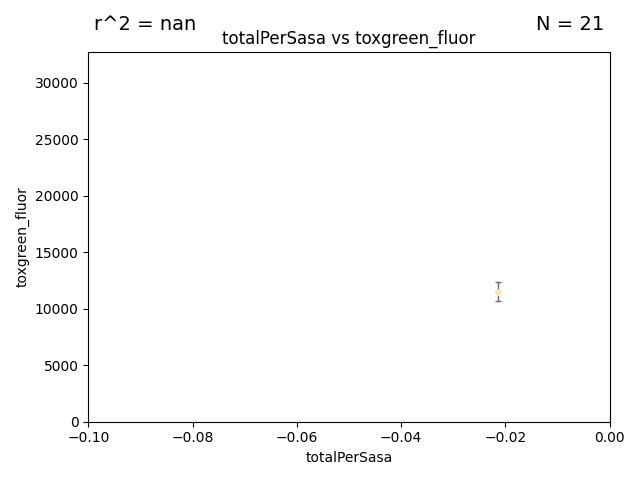 r^2 = nan
N = 21
totalPerSasa vs toxgreen_fluor
30000
25000
20000
15000
10000
5000
0
toxgreen_fluor
−0.10
−0.08
−0.06
−0.04
−0.02
0.00
totalPerSasa